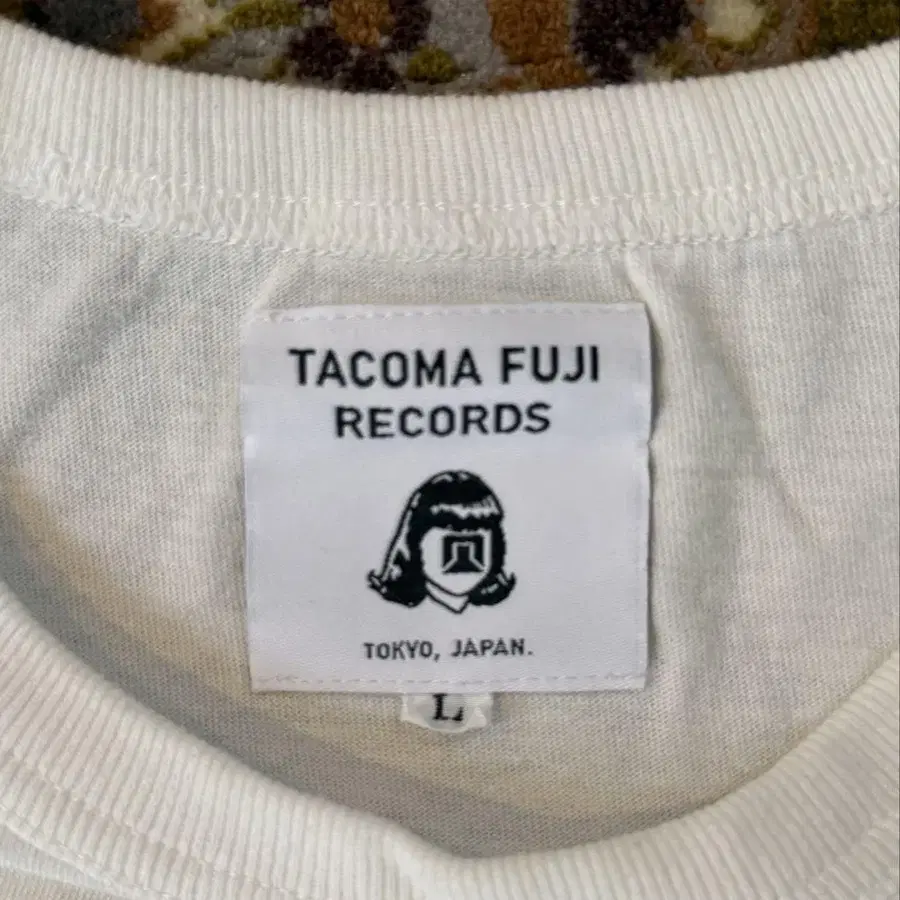 TACOMA FUJI
RECORDS
TOKYO, JAPAN.
L